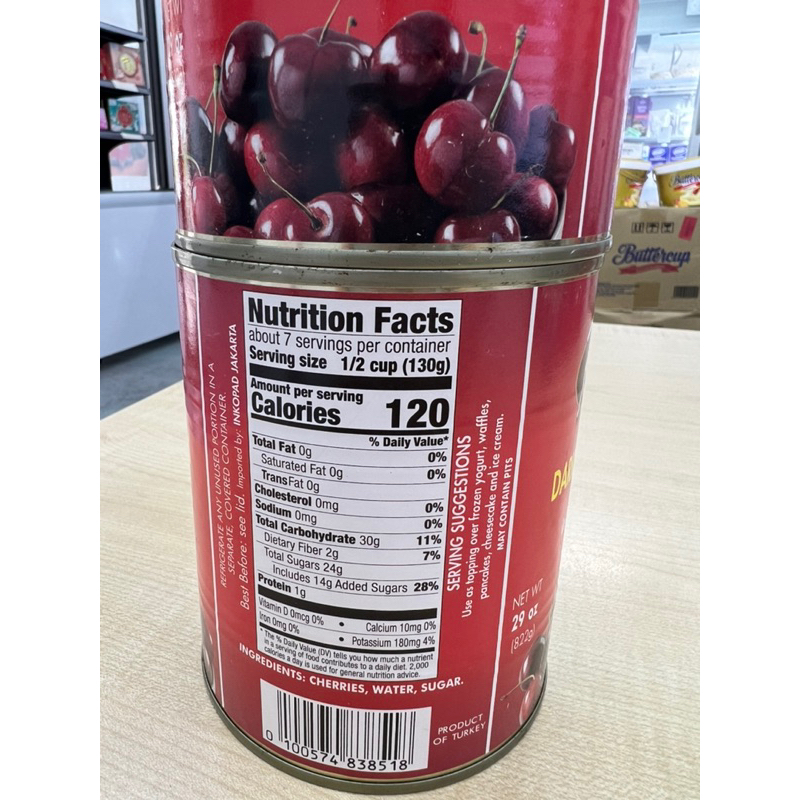 Nutrition Facts
about 7 servings per container
Serving size 1/2 cup (130g)
Amount per serving
Calories 120
% Daily Value*
Total Fat 0g 0%
Saturated Fat 0g 0%
Trans Fat 0g
Cholesterol 0mg 0%
Sodium 0mg 0%
Total Carbohydrate 30g 11%
Dietary Fiber 2g 7%
Total Sugars 24g
Includes 14g Added Sugars 28%
Protein 1g
Vitamin D 0mcg 0% • Calcium 10mg 0%
Iron 0mg 0% • Potassium 180mg 4%
* The % Daily Value (DV) tells you how much a nutrient
in a serving of food contributes to a daily diet. 2,000
calories a day is used for general nutrition advice.
INGREDIENTS: CHERRIES, WATER, SUGAR.
0 100574 838518
PRODUCT
OF TURKEY
REFRIGERATE ANY UNUSED PORTION IN A
SEPARATE, COVERED CONTAINER.
Best Before: see lid. Imported by: INKOPAD JAKARTA
SERVING SUGGESTIONS
Use as topping over frozen yogurt, waffles,
pancakes, cheesecake and ice cream.
MAY CONTAIN PITS
NET WT
29 oz
(822g)
Buttercup